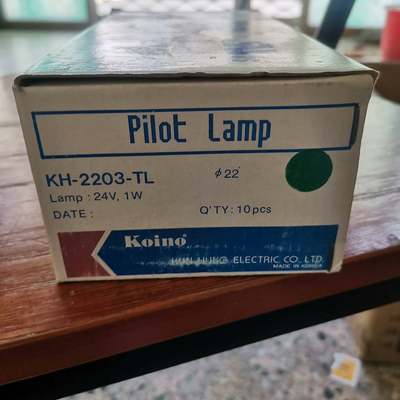 Pilot Lamp
KH-2203-TL ϕ22
Lamp : 24V, 1W
DATE : Q'TY : 10pcs
Koino
ELECTRIC CO. LTD.
MADE IN KOREA